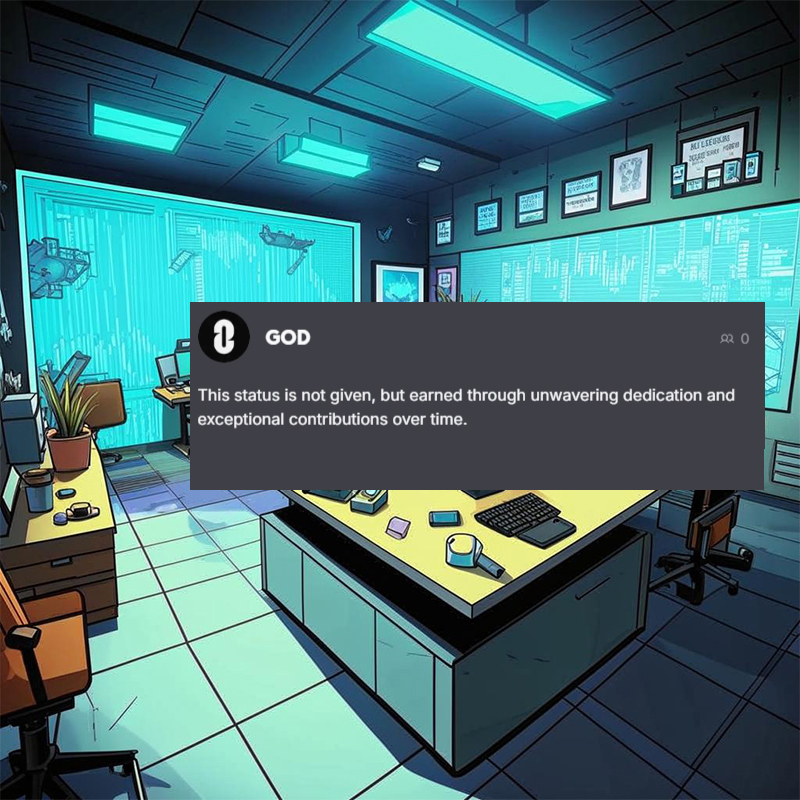 GOD
0
This status is not given, but earned through unwavering dedication and
exceptional contributions over time.